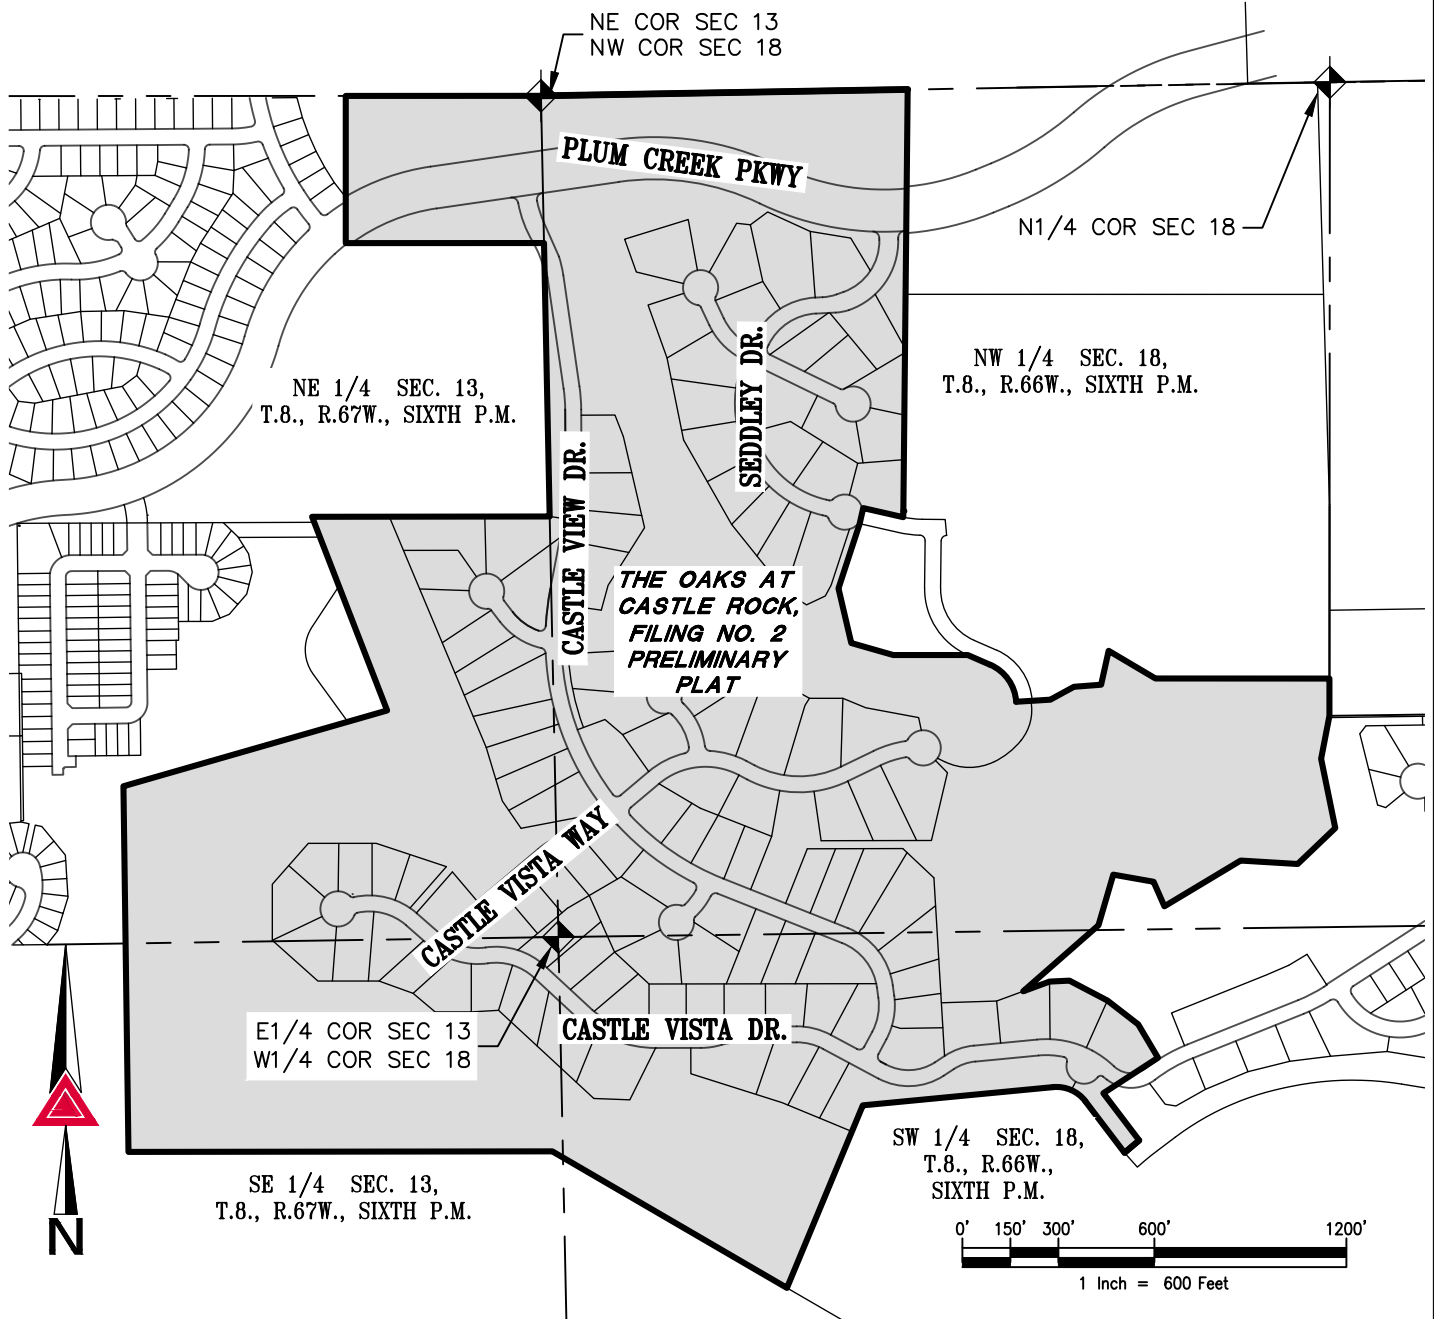 NE COR SEC 13
NW COR SEC 18
PLUM CREEK PKWY
N1/4 COR SEC 18
NE 1/4 SEC. 13,
T.8., R.67W., SIXTH P.M.
NW 1/4 SEC. 18,
T.8., R.66W., SIXTH P.M.
SEDDLEY DR.
CASTLE VIEW DR.
THE OAKS AT
CASTLE ROCK,
FILING NO. 2
PRELIMINARY
PLAT
CASTLE VISTA WAY
E1/4 COR SEC 13
W1/4 COR SEC 18
CASTLE VISTA DR.
SE 1/4 SEC. 13,
T.8., R.67W., SIXTH P.M.
SW 1/4 SEC. 18,
T.8., R.66W.,
SIXTH P.M.
N
0' 150' 300' 600' 1200'
1 Inch = 600 Feet